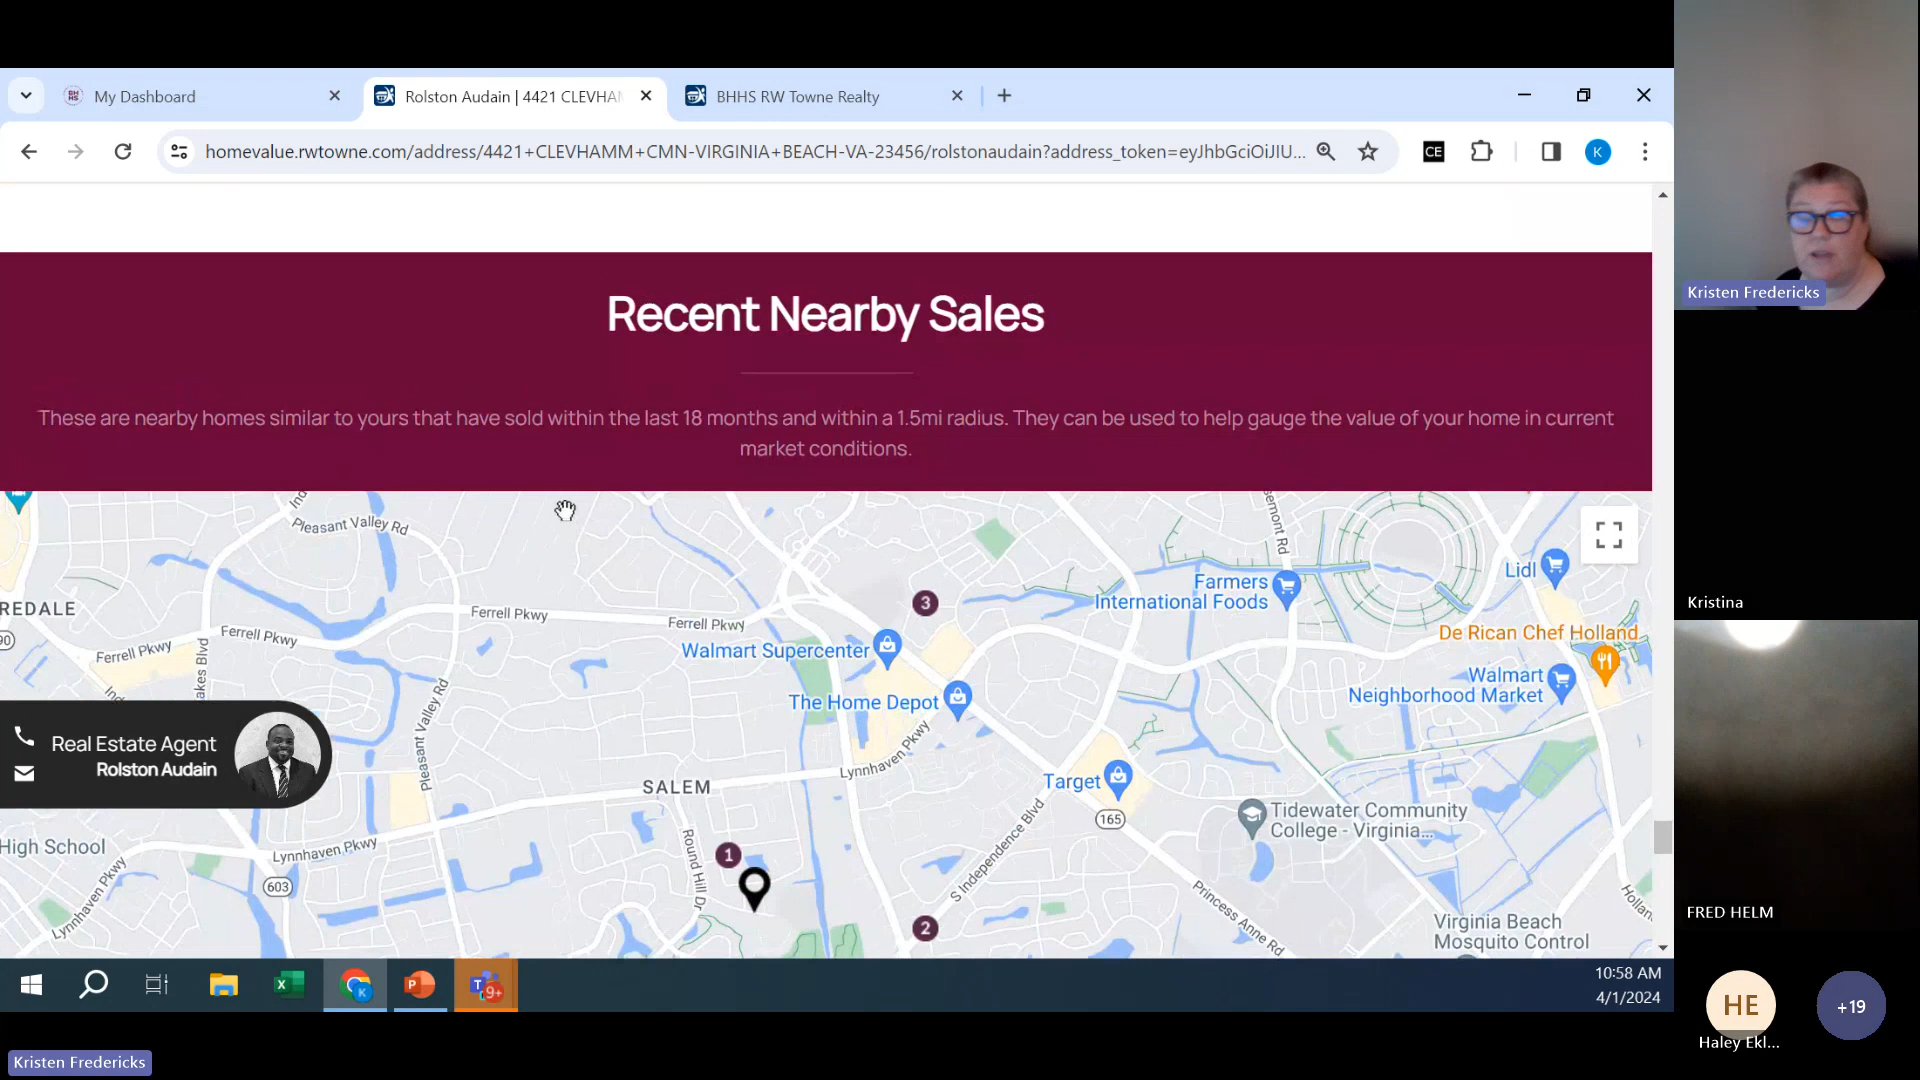 My Dashboard
Rolston Audain | 4421 CLEVHAM
BHHS RW Towne Realty
homevalue.rwtowne.com/address/4421+CLEVHAMM+CMN-VIRGINIA+BEACH-VA-23456/rolstonaudain?address_token=eyJhbGciOiJIU...
CE
K
Recent Nearby Sales
These are nearby homes similar to yours that have sold within the last 18 months and within a 1.5mi radius. They can be used to help gauge the value of your home in current
market conditions.
Pleasant Valley Rd
Ind
Lidl
Farmers
International Foods
REDALE
3
Ferrell Pkwy
Ferrell Pkwy
Ferrell Pkwy
Ferrell Pkwy
Walmart Supercenter
De Rican Chef Holland
Walmart
Neighborhood Market
The Home Depot
Pleasant Valley Rd
Lynnhaven Pkwy
Real Estate Agent
Rolston Audain
SALEM
Target
165
Tidewater Community
College - Virginia...
High School
Lynnhaven Pkwy
Round Hill Dr
1
S Independence Blvd
603
Lynnhaven Pkwy
2
Princess Anne Rd
Virginia Beach
Mosquito Control
10:58 AM
4/1/2024
9+
Kristen Fredericks
Kristina
FRED HELM
HE
+19
Haley Ekl...
Kristen Fredericks